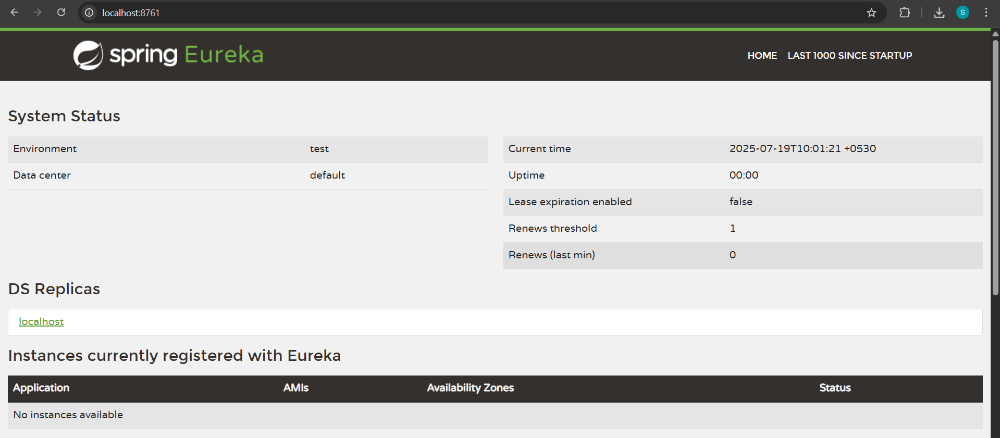 localhost:8761
S
spring Eureka
HOME LAST 1000 SINCE STARTUP
System Status
Environment test
Data center default
Current time 2025-07-19T10:01:21 +0530
Uptime 00:00
Lease expiration enabled false
Renews threshold 1
Renews (last min) 0
DS Replicas
localhost
Instances currently registered with Eureka
Application AMIs Availability Zones Status
No instances available